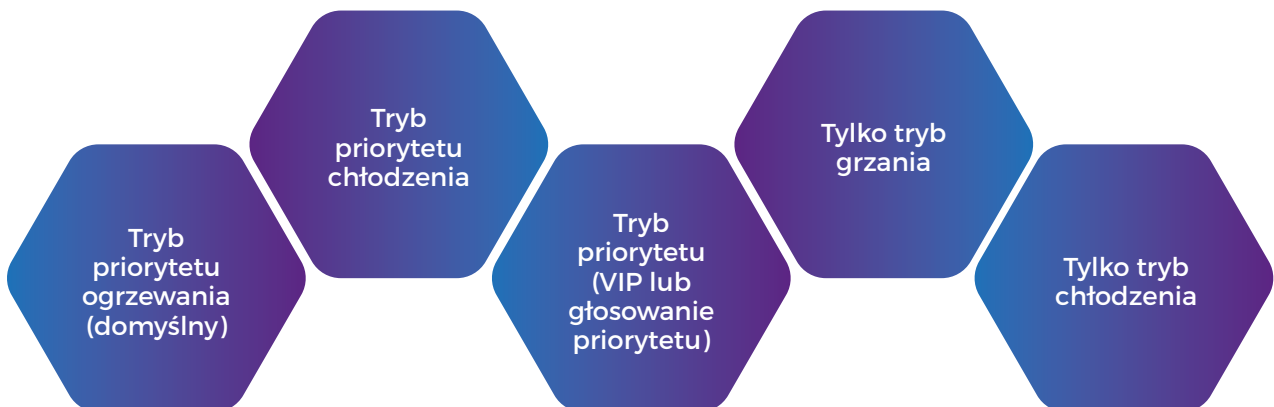 Tryb
priorytetu
ogrzewania
(domyślny)
Tryb
priorytetu
chłodzenia
Tryb
priorytetu
(VIP lub
głosowanie
priorytetu)
Tylko tryb
grzania
Tylko tryb
chłodzenia